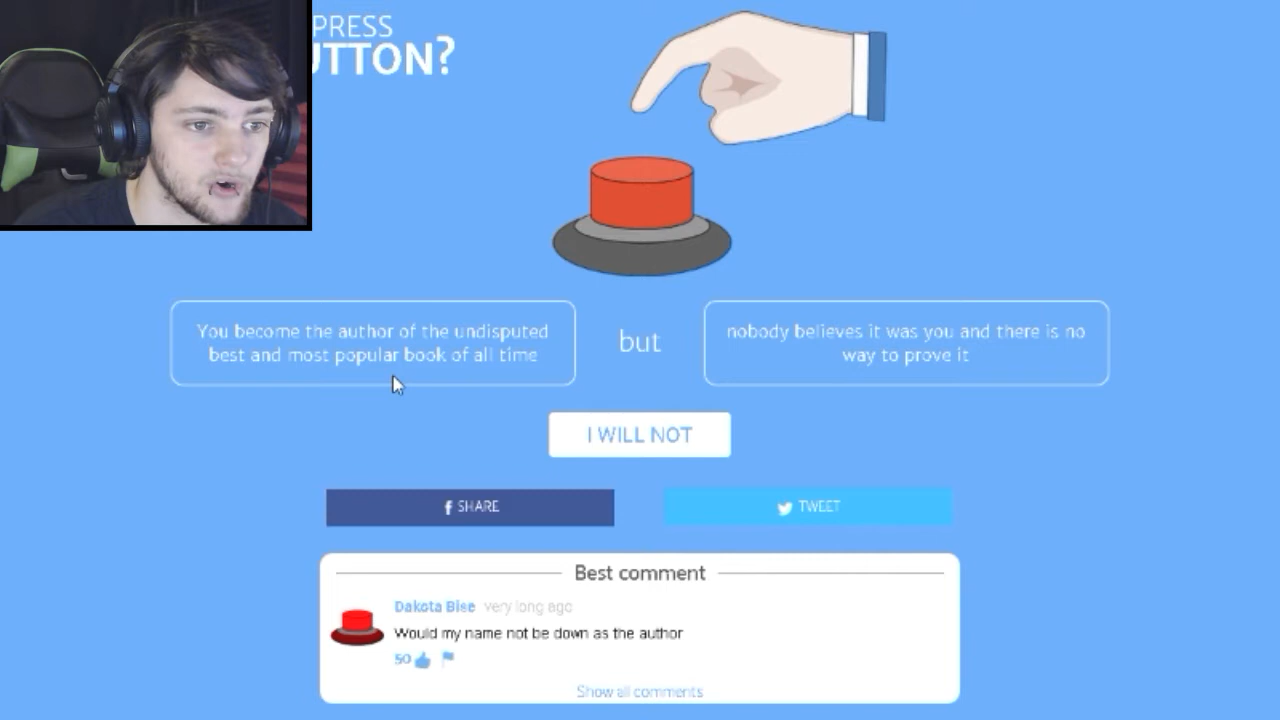 PRESS
UTTON?
You become the author of the undisputed
best and most popular book of all time
but
nobody believes it was you and there is no
way to prove it
I WILL NOT
f SHARE
TWEET
Best comment
Dakota Bise very long ago
Would my name not be down as the author
50
Show all comments